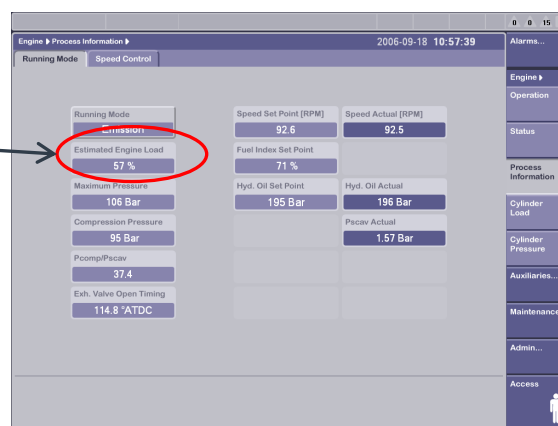 0 0 15
Engine ▶ Process Information ▶ 2006-09-18 10:57:39 Alarms...
Running Mode Speed Control
Engine ▶
Operation
Running Mode Speed Set Point [RPM] Speed Actual [RPM]
Emission 92.6 92.5
Status
Estimated Engine Load Fuel Index Set Point
57 % 71 %
Process
Information
Maximum Pressure Hyd. Oil Set Point Hyd. Oil Actual
106 Bar 195 Bar 196 Bar
Cylinder
Load
Compression Pressure Pscav Actual
95 Bar 1.57 Bar
Cylinder
Pressure
Pcomp/Pscav
37.4
Auxiliaries...
Exh. Valve Open Timing
114.8 °ATDC
Maintenance
Admin...
Access